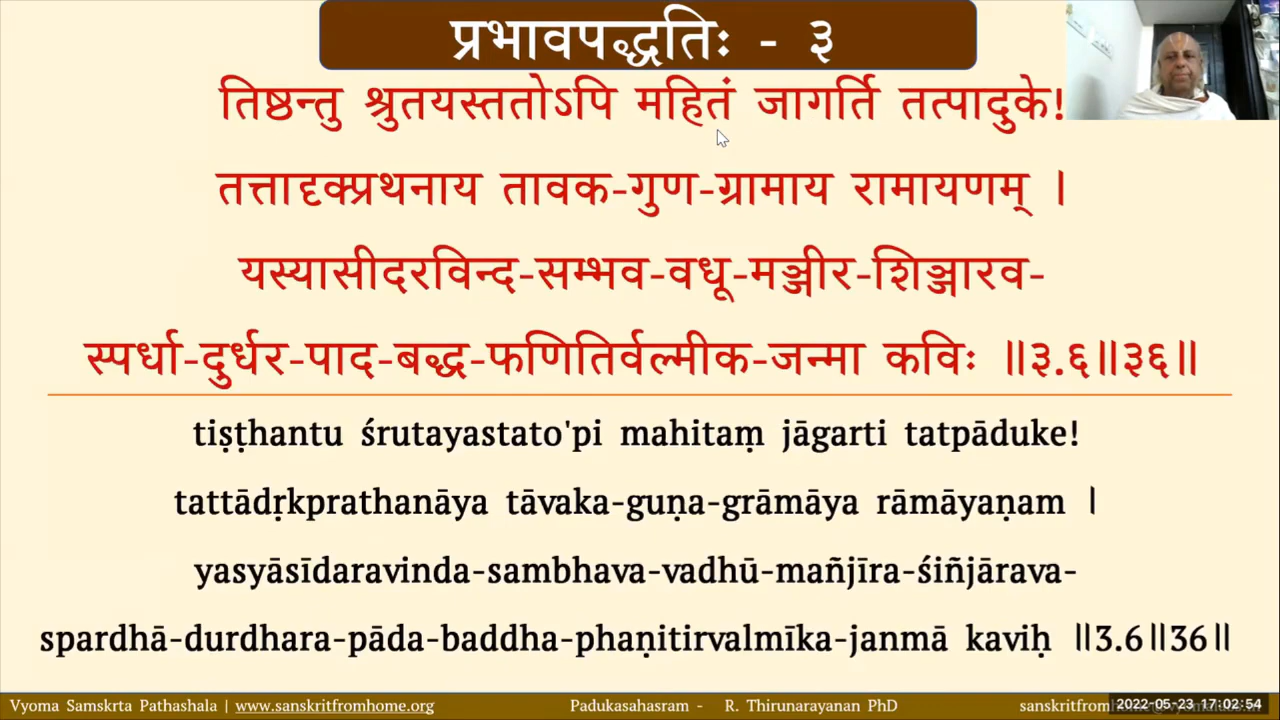 प्रभावपद्धतिः - ३
तिष्ठन्तु श्रुतयस्ततोऽपि महितं जागर्ति तत्पादुके!
तत्तादृक्प्रथनाय तावक-गुण-ग्रामाय रामायणम् ।
यस्यासीदरविन्द-सम्भव-वधू-मञ्जीर-शिञ्जारव-
स्पर्धा-दुर्धर-पाद-बद्ध-फणितिर्वल्मीक-जन्मा कविः ॥३.६॥३६॥
tiṣṭhantu śrutayastato'pi mahitaṃ jāgarti tatpāduke!
tattādṛkprathanāya tāvaka-guṇa-grāmāya rāmāyaṇam |
yasyāsīdaravinda-sambhava-vadhū-mañjīra-śiñjārava-
spardhā-durdhara-pāda-baddha-phaṇitirvalmīka-janmā kaviḥ ॥3.6॥36॥
Vyoma Samskrta Pathashala | www.sanskritfromhome.org Padukasahasram - R. Thirunarayanan PhD 2022-05-23 17:02:54